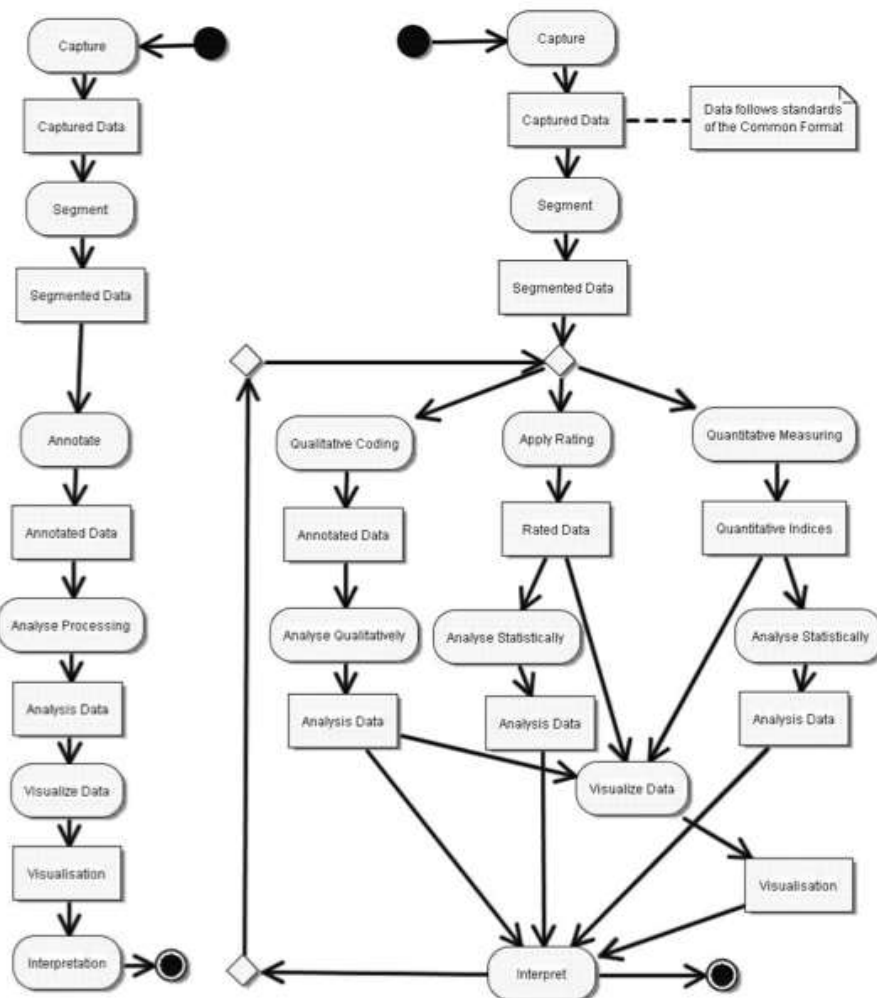 Capture
Captured Data
Segment
Segmented Data
Annotate
Annotated Data
Analyse Processing
Analysis Data
Visualize Data
Visualisation
Interpretation
Capture
Captured Data
Data follows standards
of the Common Format
Segment
Segmented Data
Qualitative Coding
Apply Rating
Quantitative Measuring
Annotated Data
Rated Data
Quantitative Indices
Analyse Qualitatively
Analyse Statistically
Analyse Statistically
Analysis Data
Analysis Data
Analysis Data
Visualize Data
Visualisation
Interpret